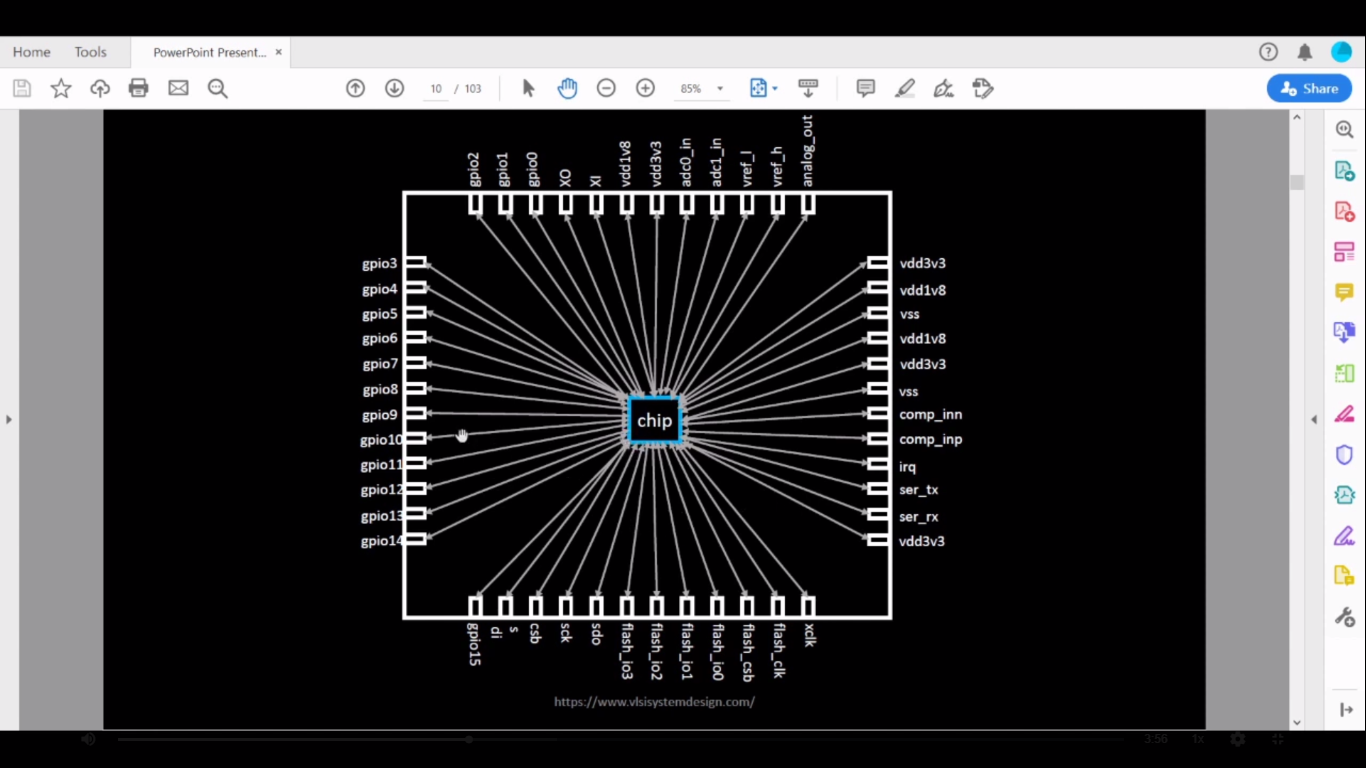 Home Tools PowerPoint Present... ×
10 / 103 85% Share
gpio2 gpio1 gpio0 XO XI vdd1v8 vdd3v3 adc0_in adc1_in vref_l vref_h analog_out
gpio3 vdd3v3
gpio4 vdd1v8
gpio5 vss
gpio6 vdd1v8
gpio7 vdd3v3
gpio8 vss
gpio9 chip comp_inn
gpio10 comp_inp
gpio11 irq
gpio12 ser_tx
gpio13 ser_rx
gpio14 vdd3v3
gpio15 di s csb sck sdo flash_io3 flash_io2 flash_io1 flash_io0 flash_csb flash_clk xclk
https://www.vlsisystemdesign.com/
3:56 1x